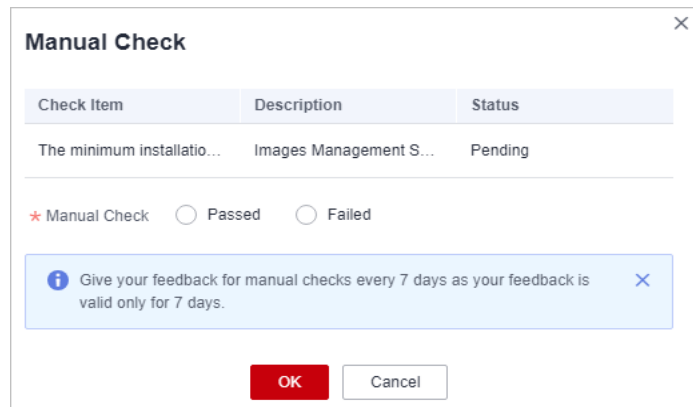 Manual Check
Check Item Description Status
The minimum installatio... Images Management S... Pending
* Manual Check Passed Failed
Give your feedback for manual checks every 7 days as your feedback is
valid only for 7 days.
OK Cancel